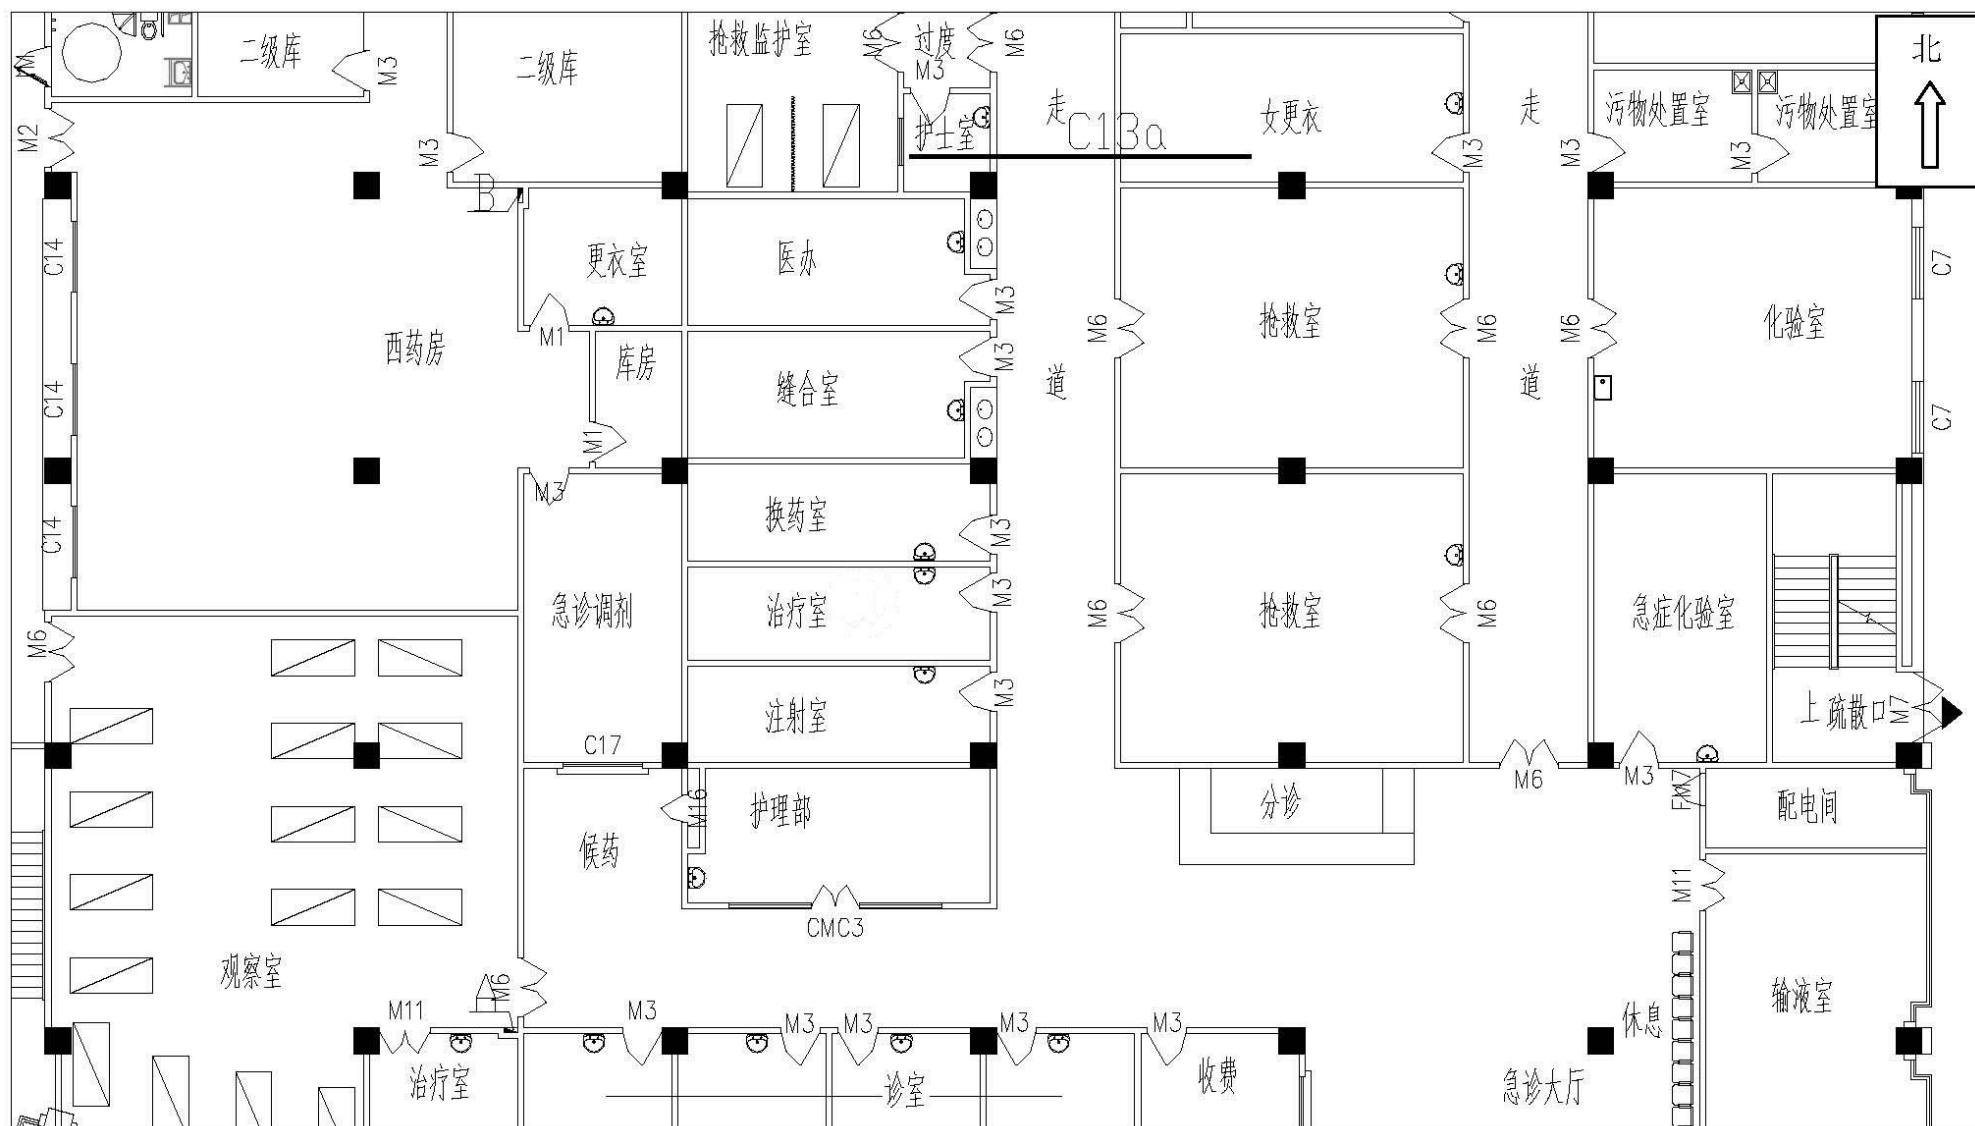 二级库
M3
二级库
抢救监护室
M6
过度
M6
M3
北
M1
M2
M3
护士室
走
C13a
女更衣
M3
走
M3
污物处置室
M3
污物处置室
B
C14
更衣室
医办
M3
C7
西药房
M1
库房
M3
M6
抢救室
M6
M6
化验室
C14
M1
缝合室
道
道
C7
C14
M3
换药室
M3
急诊调剂
治疗室
M3
M6
抢救室
M6
急症化验室
M6
注射室
M3
上
疏散口
M7
C17
M6
M3
候药
M16
护理部
分诊
FM7
配电间
CMC3
M11
观察室
A
M6
输液室
M11
M3
M3
M3
M3
M3
休息
治疗室
诊室
收费
急诊大厅